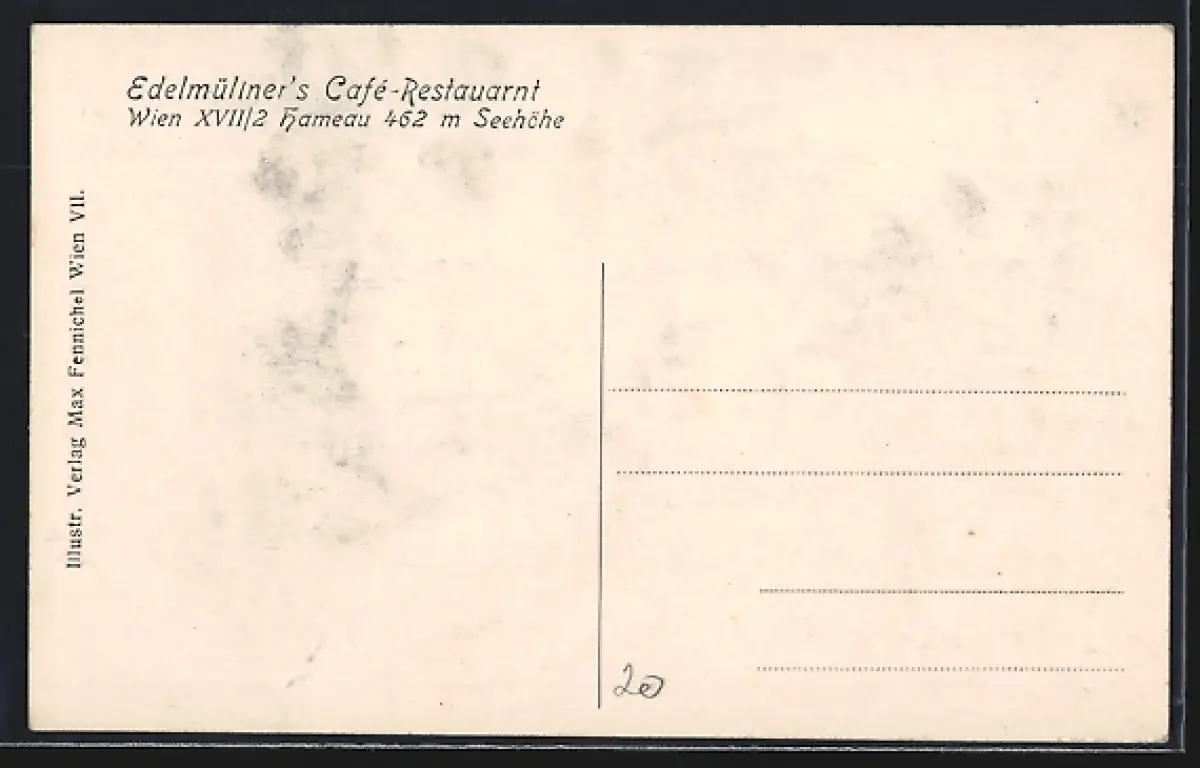 Edelmüllner's Café-Restauarnt
Wien XVII/2 Hameau 462 m Seehöhe
Illustr. Verlag Max Fennichel Wien VII.
20